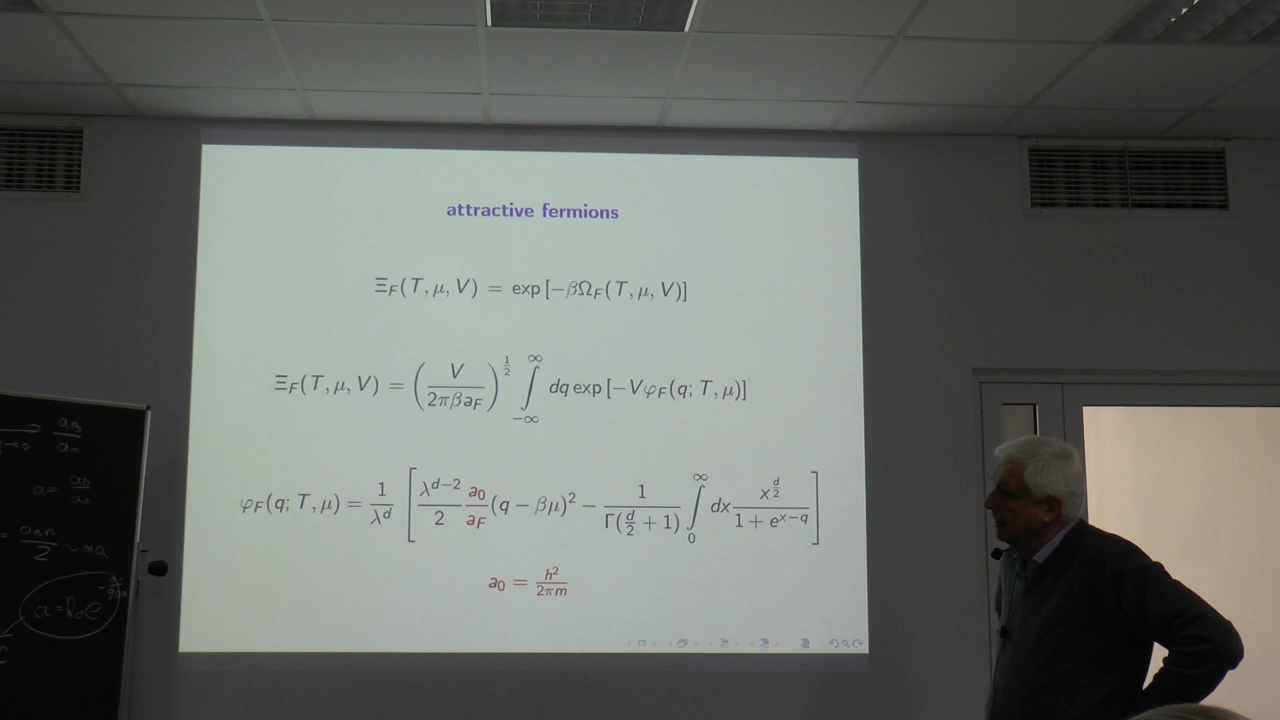 attractive fermions
Ξ_F(T, μ, V) = exp [−βΩ_F(T, μ, V)]
Ξ_F(T, μ, V) = (V / 2πβa_F)^{1/2} ∫_{−∞}^{∞} dq exp [−Vφ_F(q; T, μ)]
φ_F(q; T, μ) = 1/λ^d [ λ^{d−2}/2 a_0/a_F (q − βμ)^2 − 1/Γ(d/2 + 1) ∫_0^∞ dx x^{d/2} / (1 + e^{x−q}) ]
a_0 = h^2 / 2πm